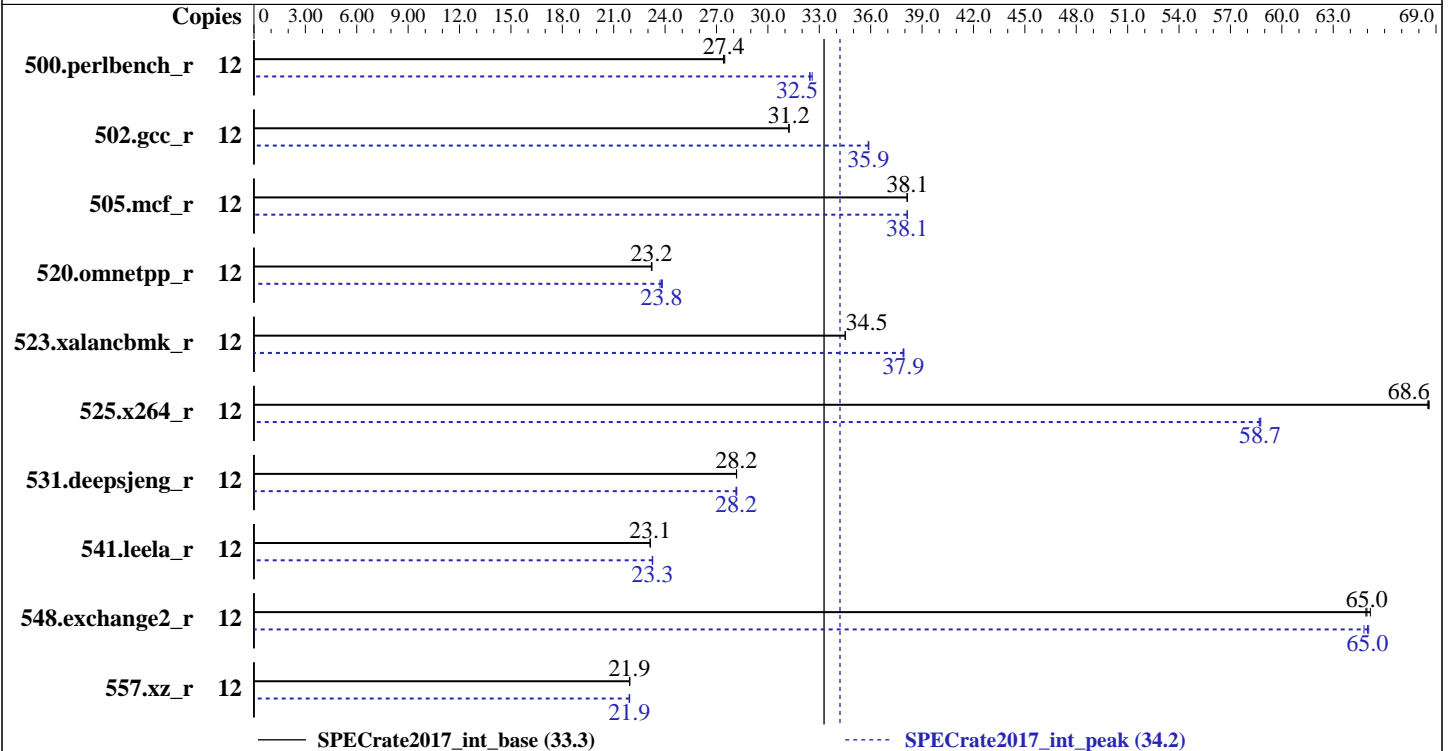 Copies 0 3.00 6.00 9.00 12.0 15.0 18.0 21.0 24.0 27.0 30.0 33.0 36.0 39.0 42.0 45.0 48.0 51.0 54.0 57.0 60.0 63.0 69.0
27.4
500.perlbench_r 12
32.5
31.2
502.gcc_r 12
35.9
38.1
505.mcf_r 12
38.1
23.2
520.omnetpp_r 12
23.8
34.5
523.xalancbmk_r 12
37.9
68.6
525.x264_r 12
58.7
28.2
531.deepsjeng_r 12
28.2
23.1
541.leela_r 12
23.3
65.0
548.exchange2_r 12
65.0
21.9
557.xz_r 12
21.9
SPECrate2017_int_base (33.3) SPECrate2017_int_peak (34.2)